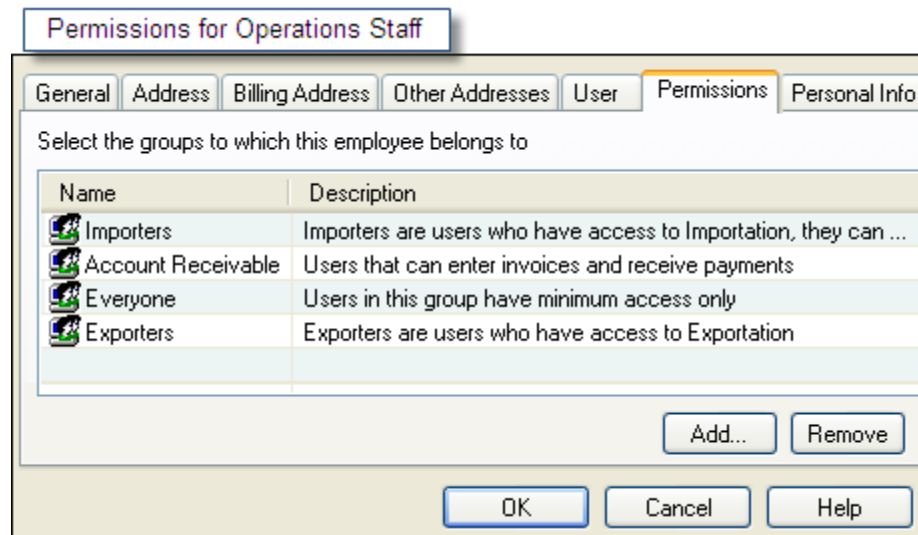 Permissions for Operations Staff
General Address Billing Address Other Addresses User Permissions Personal Info
Select the groups to which this employee belongs to
Name Description
Importers Importers are users who have access to Importation, they can ...
Account Receivable Users that can enter invoices and receive payments
Everyone Users in this group have minimum access only
Exporters Exporters are users who have access to Exportation
Add... Remove
OK Cancel Help